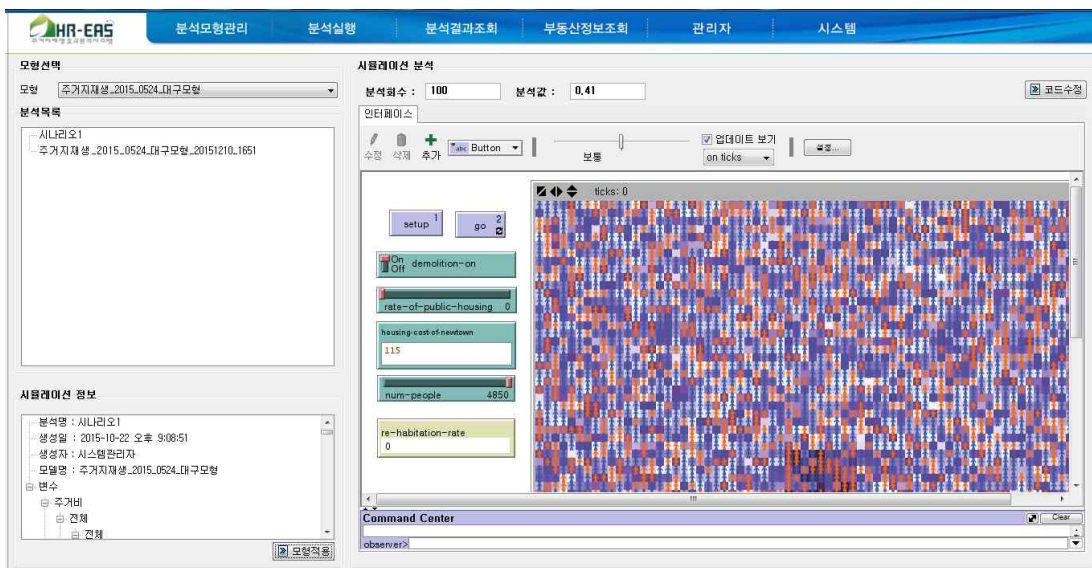 HR-EAS
분석모형관리 분석실행 분석결과조회 부동산정보조회 관리자 시스템
모형선택
모형 주거지재생_2015_0524_대구모형
분석목록
시나리오1
주거지재생_2015_0524_대구모형_20151210_1651
시뮬레이션 정보
분석명 : 시나리오1
생성일 : 2015-10-22 오후 9:08:51
생성자 : 시스템관리자
모델명 : 주거지재생_2015_0524_대구모형
변수
주거비
전체
전체
모형적용
시뮬레이션 분석
분석회수 : 100 분석값 : 0.41
코드수정
인터페이스
수정 삭제 추가 abc Button 보통 업데이트 보기 on ticks 설정...
ticks: 0
setup 1 go 2
On Off demolition-on
rate-of-public-housing 0
housing-cost-of-newtown
115
num-people 4850
re-habitation-rate
0
Command Center Clear
observer>